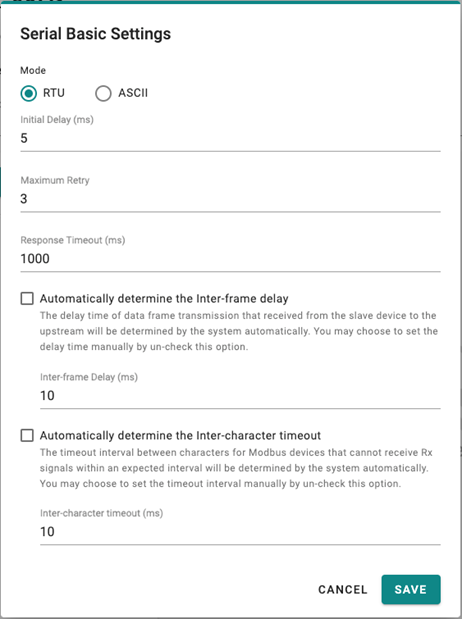 Serial Basic Settings
Mode
RTU
ASCII
Initial Delay (ms)
5
Maximum Retry
3
Response Timeout (ms)
1000
Automatically determine the Inter-frame delay
The delay time of data frame transmission that received from the slave device to the
upstream will be determined by the system automatically. You may choose to set the
delay time manually by un-check this option.
Inter-frame Delay (ms)
10
Automatically determine the Inter-character timeout
The timeout interval between characters for Modbus devices that cannot receive Rx
signals within an expected interval will be determined by the system automatically.
You may choose to set the timeout interval manually by un-check this option.
Inter-character timeout (ms)
10
CANCEL
SAVE